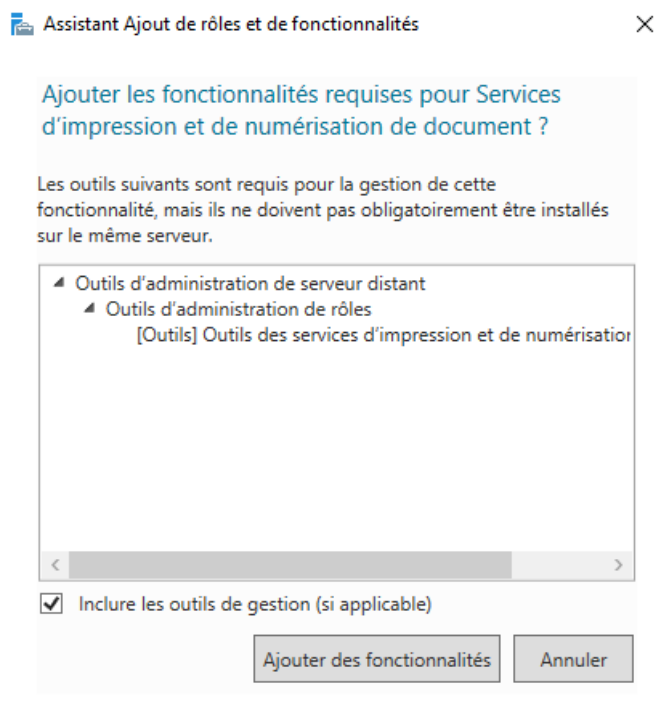 Assistant Ajout de rôles et de fonctionnalités
Ajouter les fonctionnalités requises pour Services
d’impression et de numérisation de document ?
Les outils suivants sont requis pour la gestion de cette
fonctionnalité, mais ils ne doivent pas obligatoirement être installés
sur le même serveur.
Outils d’administration de serveur distant
Outils d’administration de rôles
[Outils] Outils des services d’impression et de
Inclure les outils de gestion (si applicable)
Ajouter des fonctionnalités
Annuler